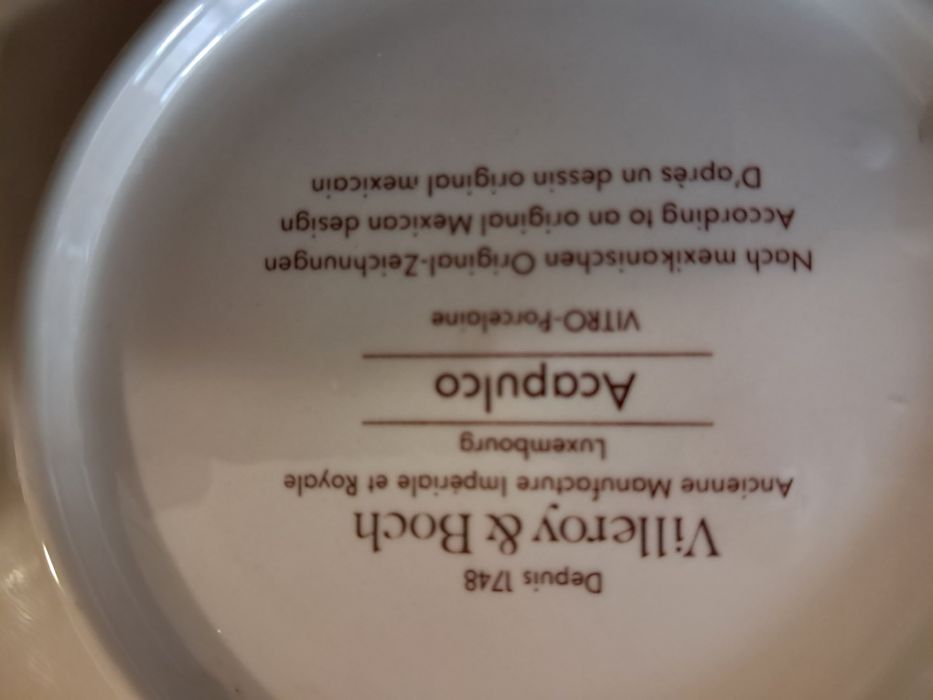 Depuis 1748
Villeroy & Boch
Ancienne Manufacture Impériale et Royale
Luxembourg
Acapulco
VITRO-Porcelaine
Nach mexikanischen Original-Zeichnungen
According to an original Mexican design
D'après un dessin original mexicain